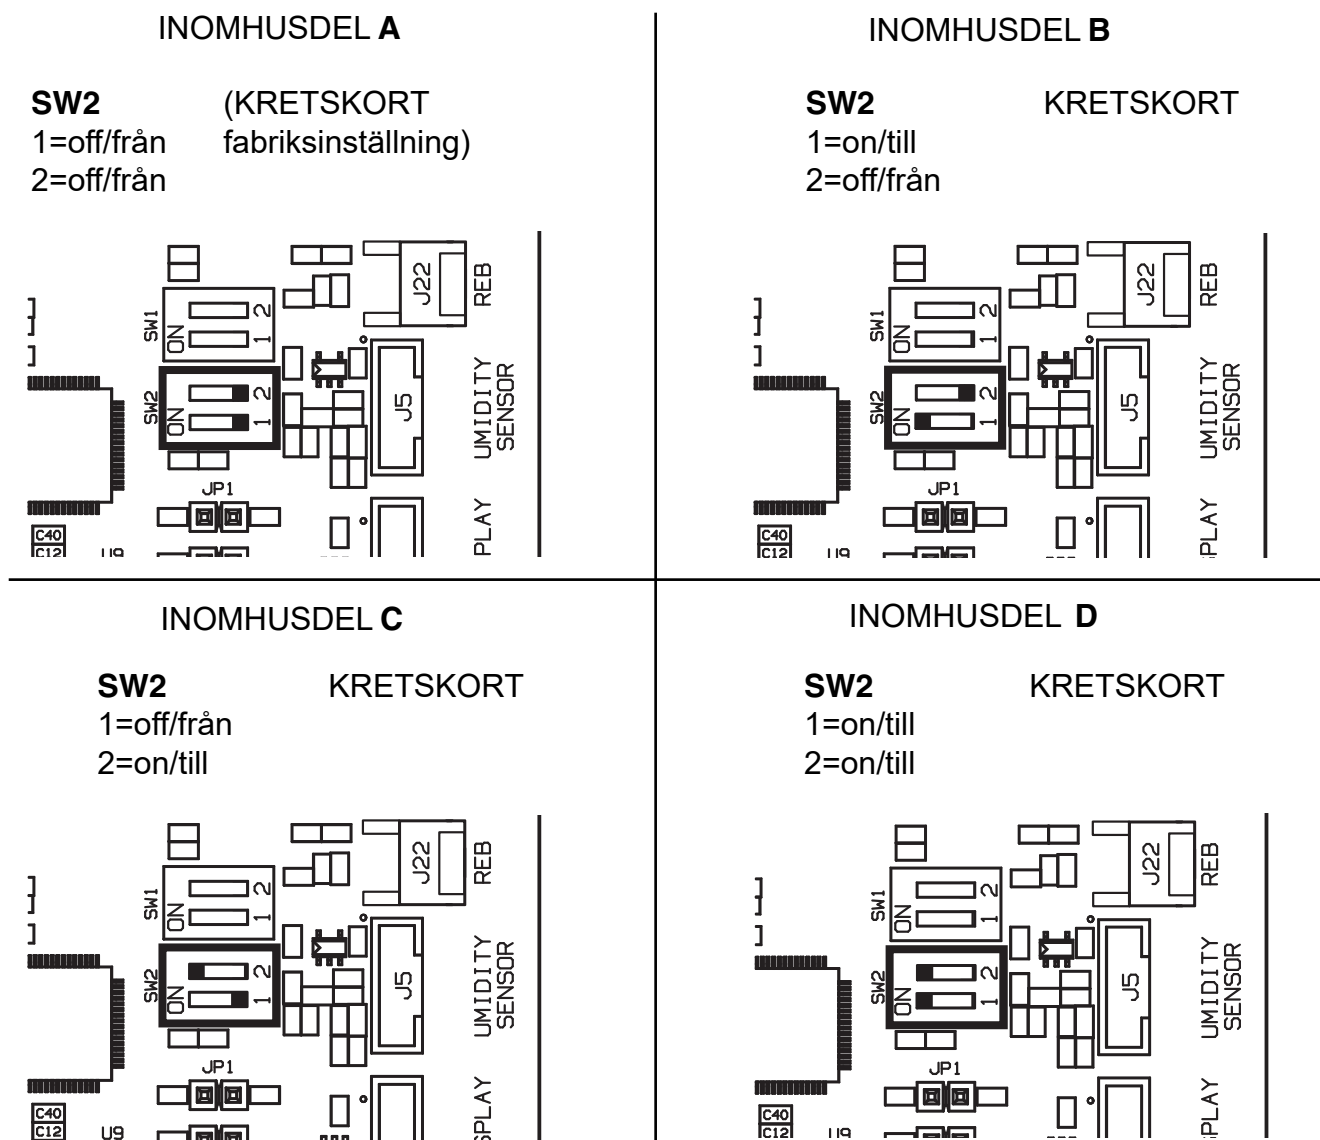 INOMHUSDEL A
SW2 (KRETSKORT
1=off/från fabriksinställning)
2=off/från
J22
REB
SW1
ON
2
1
SW2
ON
2
1
J5
UMIDITY
SENSOR
JP1
PLAY
C40
C12
U9
INOMHUSDEL B
SW2 KRETSKORT
1=on/till
2=off/från
J22
REB
SW1
ON
2
1
SW2
ON
2
1
J5
UMIDITY
SENSOR
JP1
PLAY
C40
C12
U9
INOMHUSDEL C
SW2 KRETSKORT
1=off/från
2=on/till
J22
REB
SW1
ON
2
1
SW2
ON
2
1
J5
UMIDITY
SENSOR
JP1
SPLAY
C40
C12
U9
INOMHUSDEL D
SW2 KRETSKORT
1=on/till
2=on/till
J22
REB
SW1
ON
2
1
SW2
ON
2
1
J5
UMIDITY
SENSOR
JP1
PLAY
C40
C12
U9